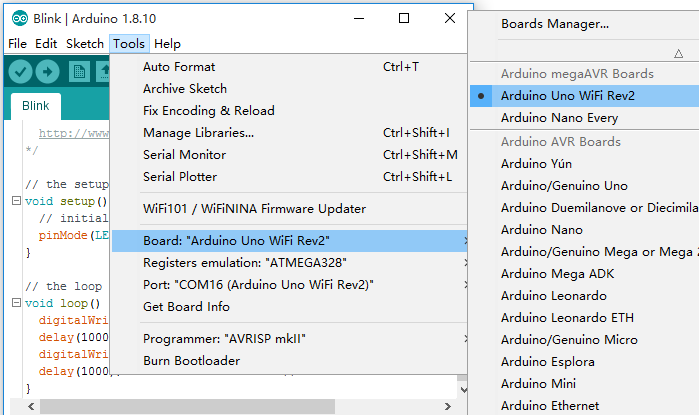 Blink | Arduino 1.8.10
File Edit Sketch Tools Help
Blink
http://www
*/
// the setup
void setup()
// initial
pinMode(LE
}
// the loop
void loop()
digitalWri
delay(1000
digitalWri
delay(1000
}
Auto Format Ctrl+T
Archive Sketch
Fix Encoding & Reload
Manage Libraries... Ctrl+Shift+I
Serial Monitor Ctrl+Shift+M
Serial Plotter Ctrl+Shift+L
WiFi101 / WiFiNINA Firmware Updater
Board: "Arduino Uno WiFi Rev2"
Registers emulation: "ATMEGA328"
Port: "COM16 (Arduino Uno WiFi Rev2)"
Get Board Info
Programmer: "AVRISP mkII"
Burn Bootloader
Boards Manager...
Arduino megaAVR Boards
Arduino Uno WiFi Rev2
Arduino Nano Every
Arduino AVR Boards
Arduino Yún
Arduino/Genuino Uno
Arduino Duemilanove or Diecimila
Arduino Nano
Arduino/Genuino Mega or Mega 2
Arduino Mega ADK
Arduino Leonardo
Arduino Leonardo ETH
Arduino/Genuino Micro
Arduino Esplora
Arduino Mini
Arduino Ethernet